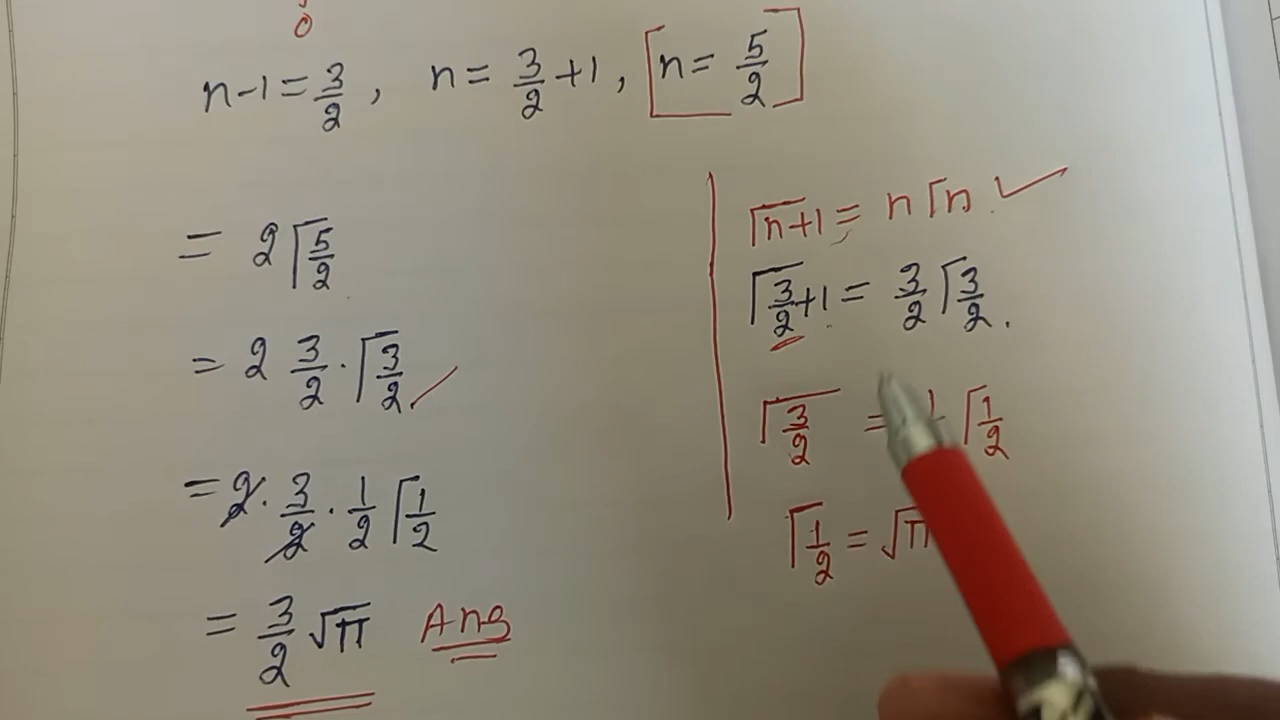 0
n-1 = 3/2, n = 3/2 + 1, [n = 5/2]
= 2 Γ5/2
= 2 3/2 · Γ3/2 ✓
= 2 · 3/2 · 1/2 Γ1/2
= 3/2 √π Ans
Γn+1 = n Γn. ✓
Γ3/2+1 = 3/2 Γ3/2.
Γ3/2 = 1 Γ1/2
Γ1/2 = √π